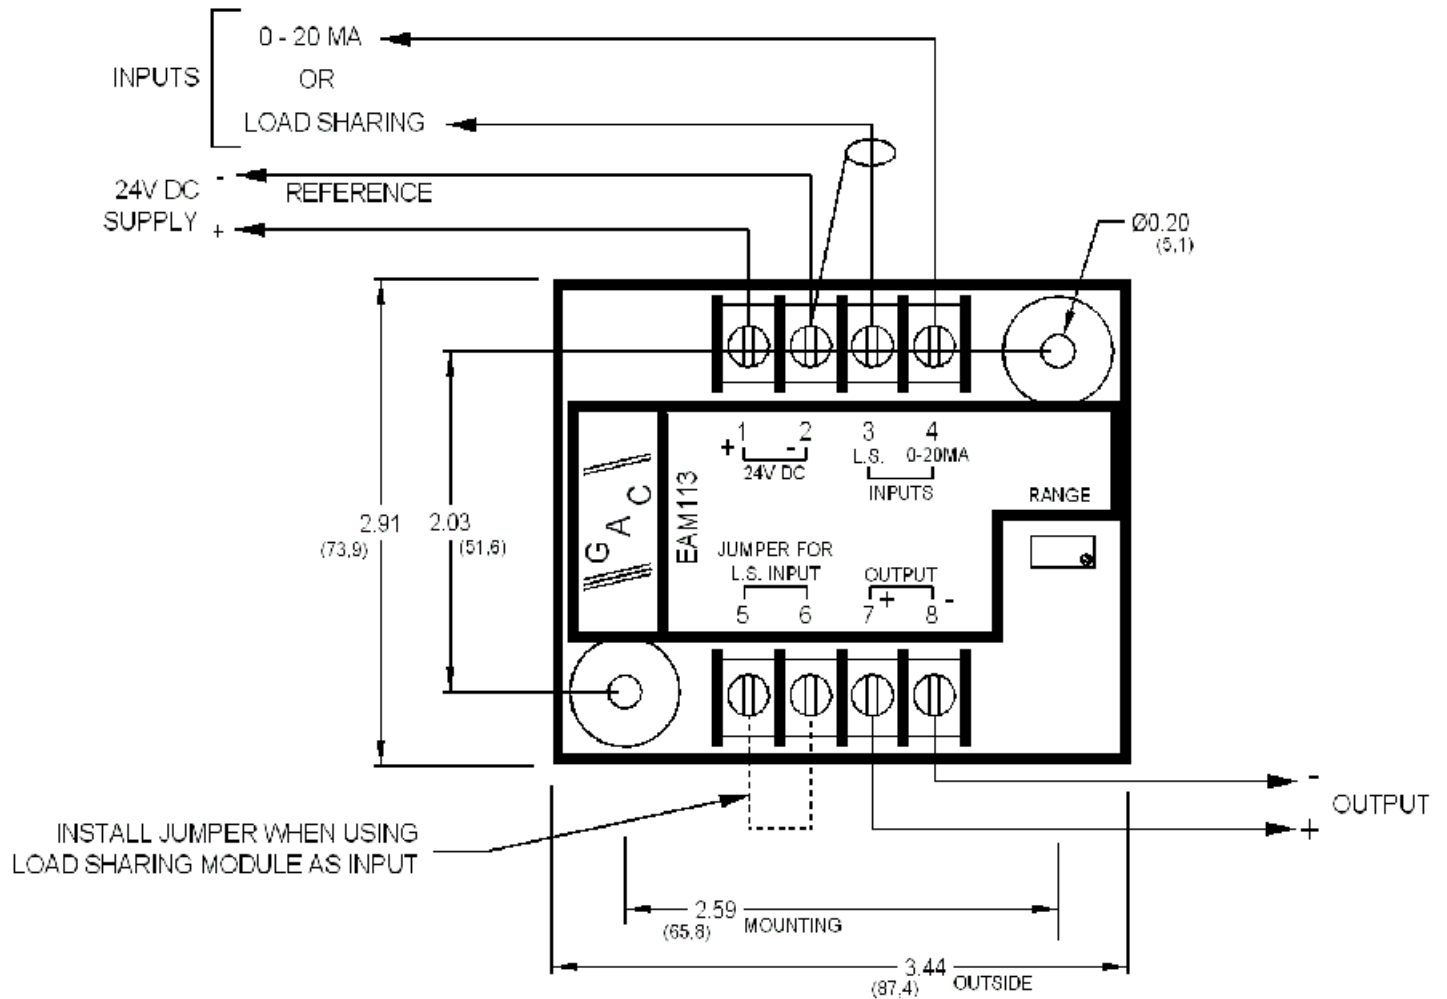 0 - 20 MA
INPUTS
OR
LOAD SHARING
24V DC
SUPPLY
-
+
REFERENCE
Ø0.20
(5,1)
1 2 3 4
+ -
24V DC
L.S. 0-20MA
INPUTS
RANGE
2.91
(73,9)
2.03
(51,6)
GAC
EAM113
JUMPER FOR
L.S. INPUT
OUTPUT
+ -
5 6 7 8
-
OUTPUT
+
INSTALL JUMPER WHEN USING
LOAD SHARING MODULE AS INPUT
2.59
(65,8)
MOUNTING
3.44
(87,4)
OUTSIDE